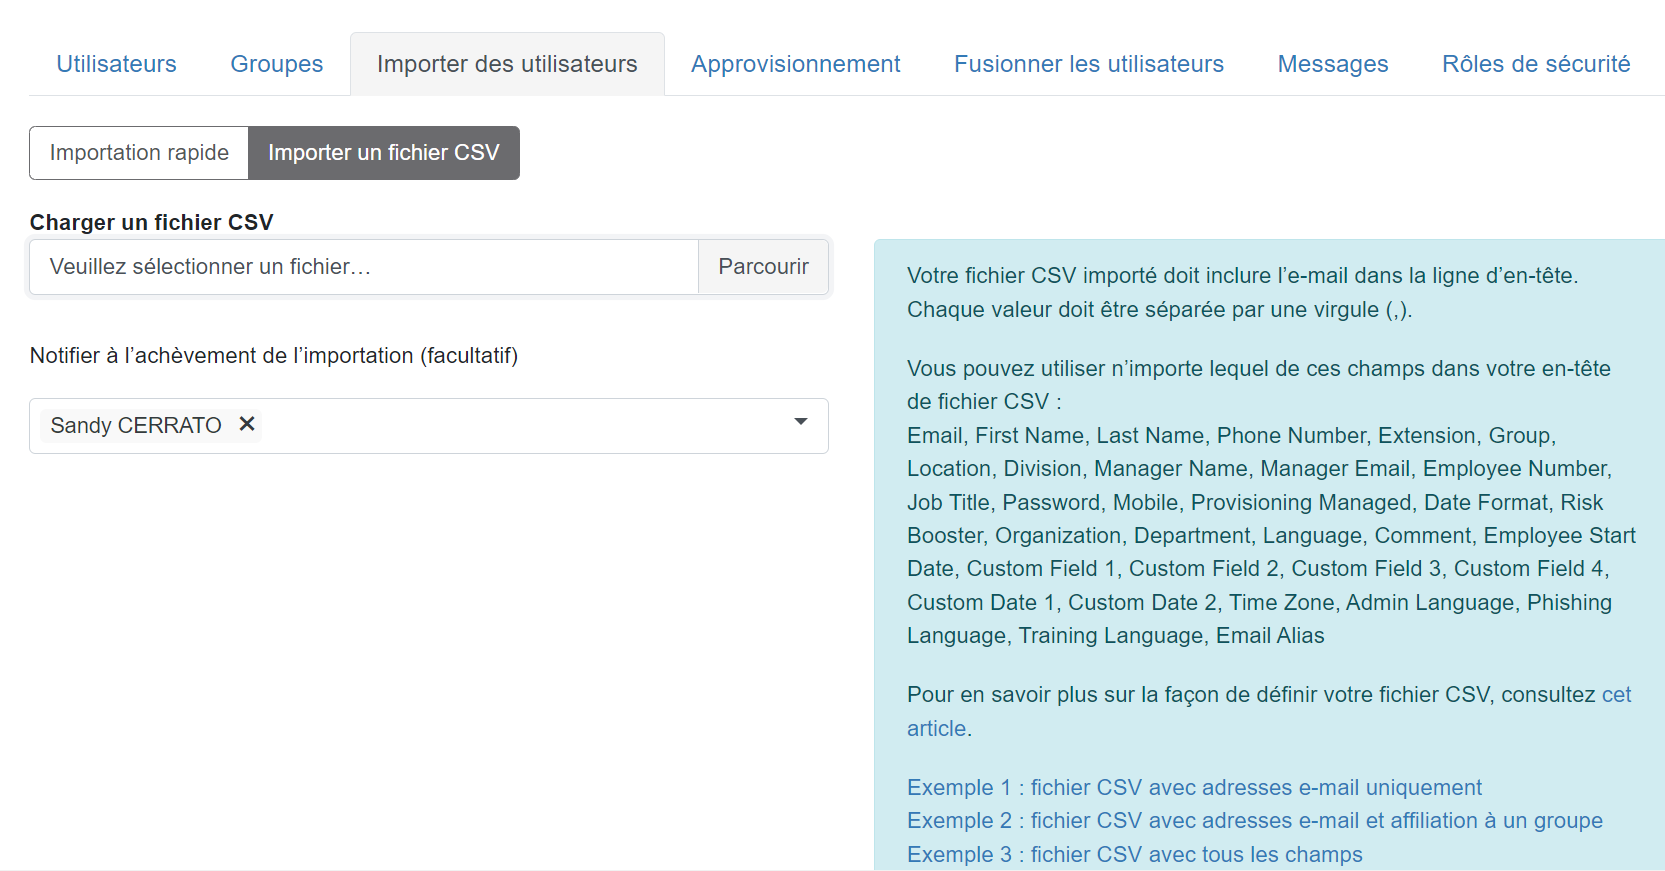 Utilisateurs Groupes Importer des utilisateurs Approvisionnement Fusionner les utilisateurs Messages Rôles de sécurité
Importation rapide Importer un fichier CSV
Charger un fichier CSV
Veuillez sélectionner un fichier… Parcourir
Notifier à l’achèvement de l’importation (facultatif)
Sandy CERRATO ✕
Votre fichier CSV importé doit inclure l’e-mail dans la ligne d’en-tête.
Chaque valeur doit être séparée par une virgule (,).
Vous pouvez utiliser n’importe lequel de ces champs dans votre en-tête
de fichier CSV :
Email, First Name, Last Name, Phone Number, Extension, Group,
Location, Division, Manager Name, Manager Email, Employee Number,
Job Title, Password, Mobile, Provisioning Managed, Date Format, Risk
Booster, Organization, Department, Language, Comment, Employee Start
Date, Custom Field 1, Custom Field 2, Custom Field 3, Custom Field 4,
Custom Date 1, Custom Date 2, Time Zone, Admin Language, Phishing
Language, Training Language, Email Alias
Pour en savoir plus sur la façon de définir votre fichier CSV, consultez cet
article.
Exemple 1 : fichier CSV avec adresses e-mail uniquement
Exemple 2 : fichier CSV avec adresses e-mail et affiliation à un groupe
Exemple 3 : fichier CSV avec tous les champs